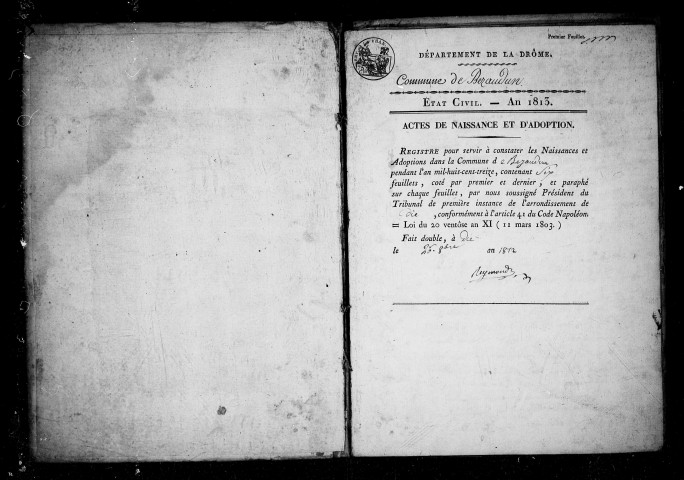 Premier Feuillet.
DÉPARTEMENT DE LA DRÔME.
Commune de Bezaudun
ETAT CIVIL. — AN 1813.
ACTES DE NAISSANCE ET D'ADOPTION.
REGISTRE pour servir à constater les Naissances et
Adoptions dans la Commune de Bezaudun
pendant l'an mil-huit-cent-treize, contenant Six
feuillets, coté par premier et dernier, et paraphé
sur chaque feuilles, par nous soussigné Président du
Tribunal de première instance de l'arrondissement de
Die, conformément à l'article 41 du Code Napoléon
= Loi du 20 ventôse an XI (11 mars 1803.)
Fait double, à Die
le 8bre an 1812
Reymond